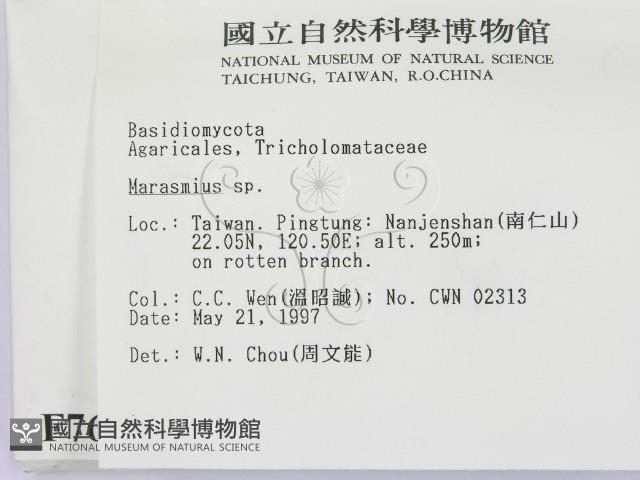 國立自然科學博物館
NATIONAL MUSEUM OF NATURAL SCIENCE
TAICHUNG, TAIWAN, R.O.CHINA
Basidiomycota
Agaricales, Tricholomataceae
Marasmius sp.
Loc.: Taiwan. Pingtung: Nanjenshan(南仁山)
22.05N, 120.50E; alt. 250m;
on rotten branch.
Col.: C.C. Wen(溫昭誠); No. CWN 02313
Date: May 21, 1997
Det.: W.N. Chou(周文能)
國立自然科學博物館
NATIONAL MUSEUM OF NATURAL SCIENCE